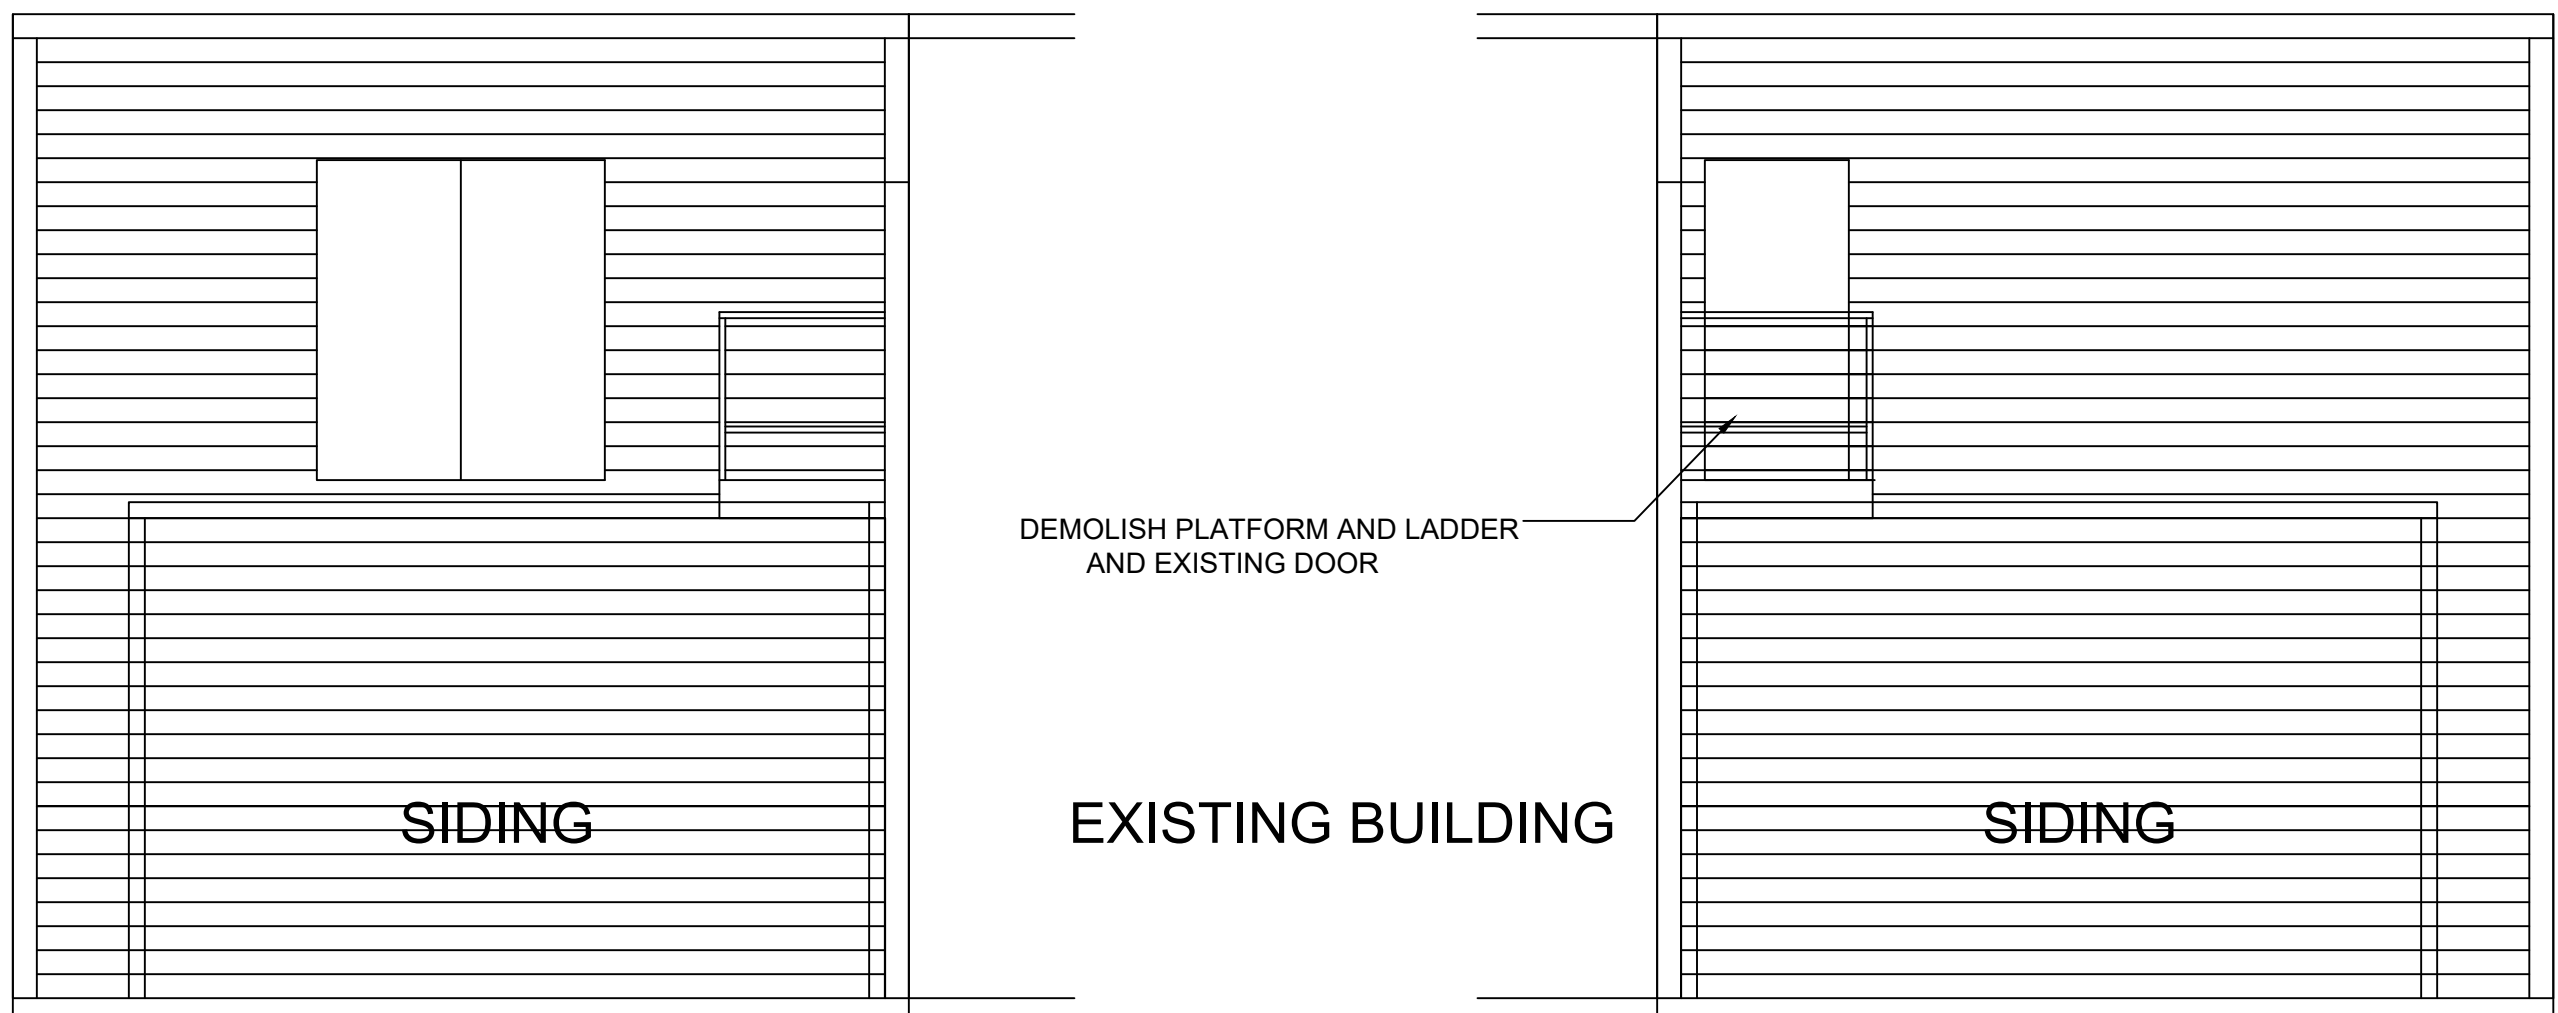 DEMOLISH PLATFORM AND LADDER
AND EXISTING DOOR
SIDING
EXISTING BUILDING
SIDING